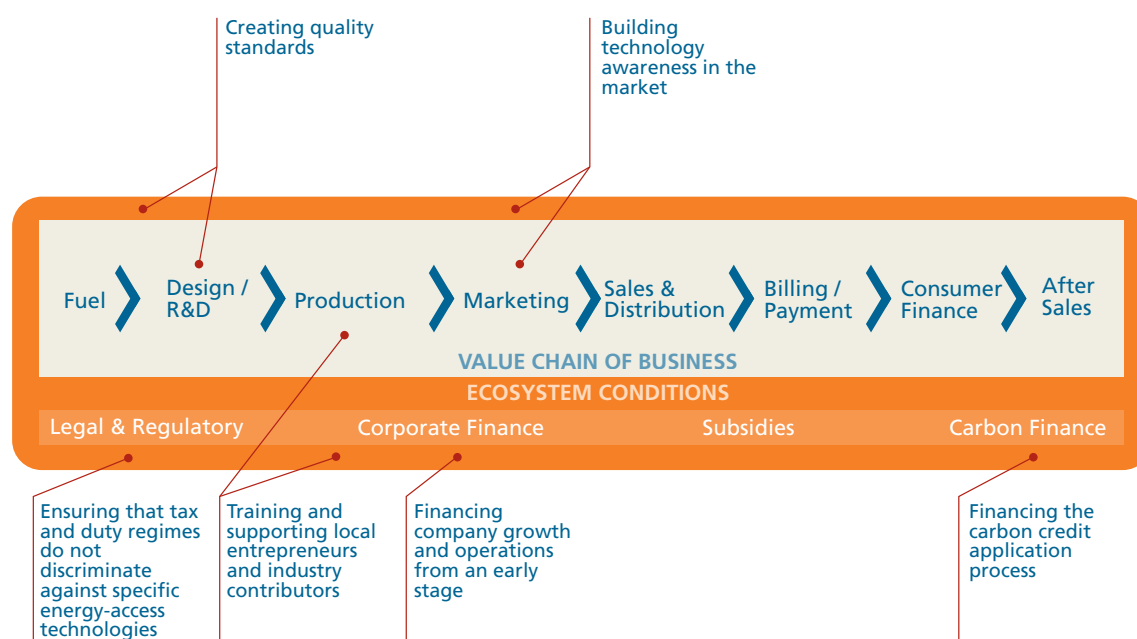 Creating quality
standards
Building
technology
awareness in the
market
Fuel
Design /
R&D
Production
Marketing
Sales &
Distribution
Billing /
Payment
Consumer
Finance
After
Sales
VALUE CHAIN OF BUSINESS
ECOSYSTEM CONDITIONS
Legal & Regulatory
Corporate Finance
Subsidies
Carbon Finance
Ensuring that tax
and duty regimes
do not
discriminate
against specific
energy-access
technologies
Training and
supporting local
entrepreneurs
and industry
contributors
Financing
company growth
and operations
from an early
stage
Financing the
carbon credit
application
process